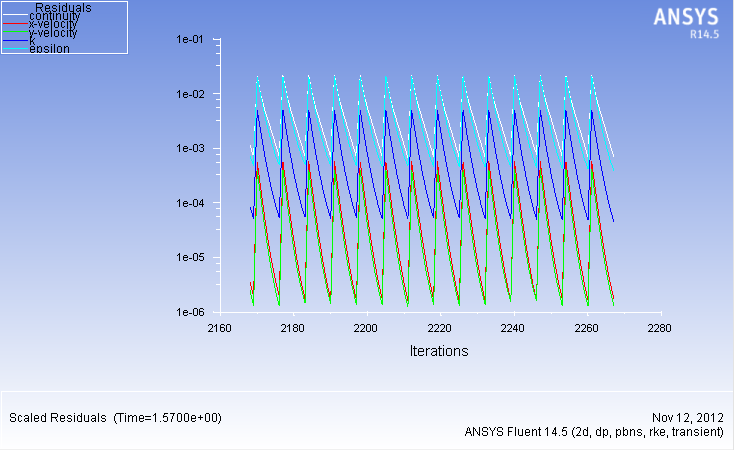 Residuals
continuity
x-velocity
y-velocity
k
epsilon
ANSYS
R14.5
1e-01
1e-02
1e-03
1e-04
1e-05
1e-06
2160 2180 2200 2220 2240 2260 2280
Iterations
Scaled Residuals (Time=1.5700e+00)
Nov 12, 2012
ANSYS Fluent 14.5 (2d, dp, pbns, rke, transient)